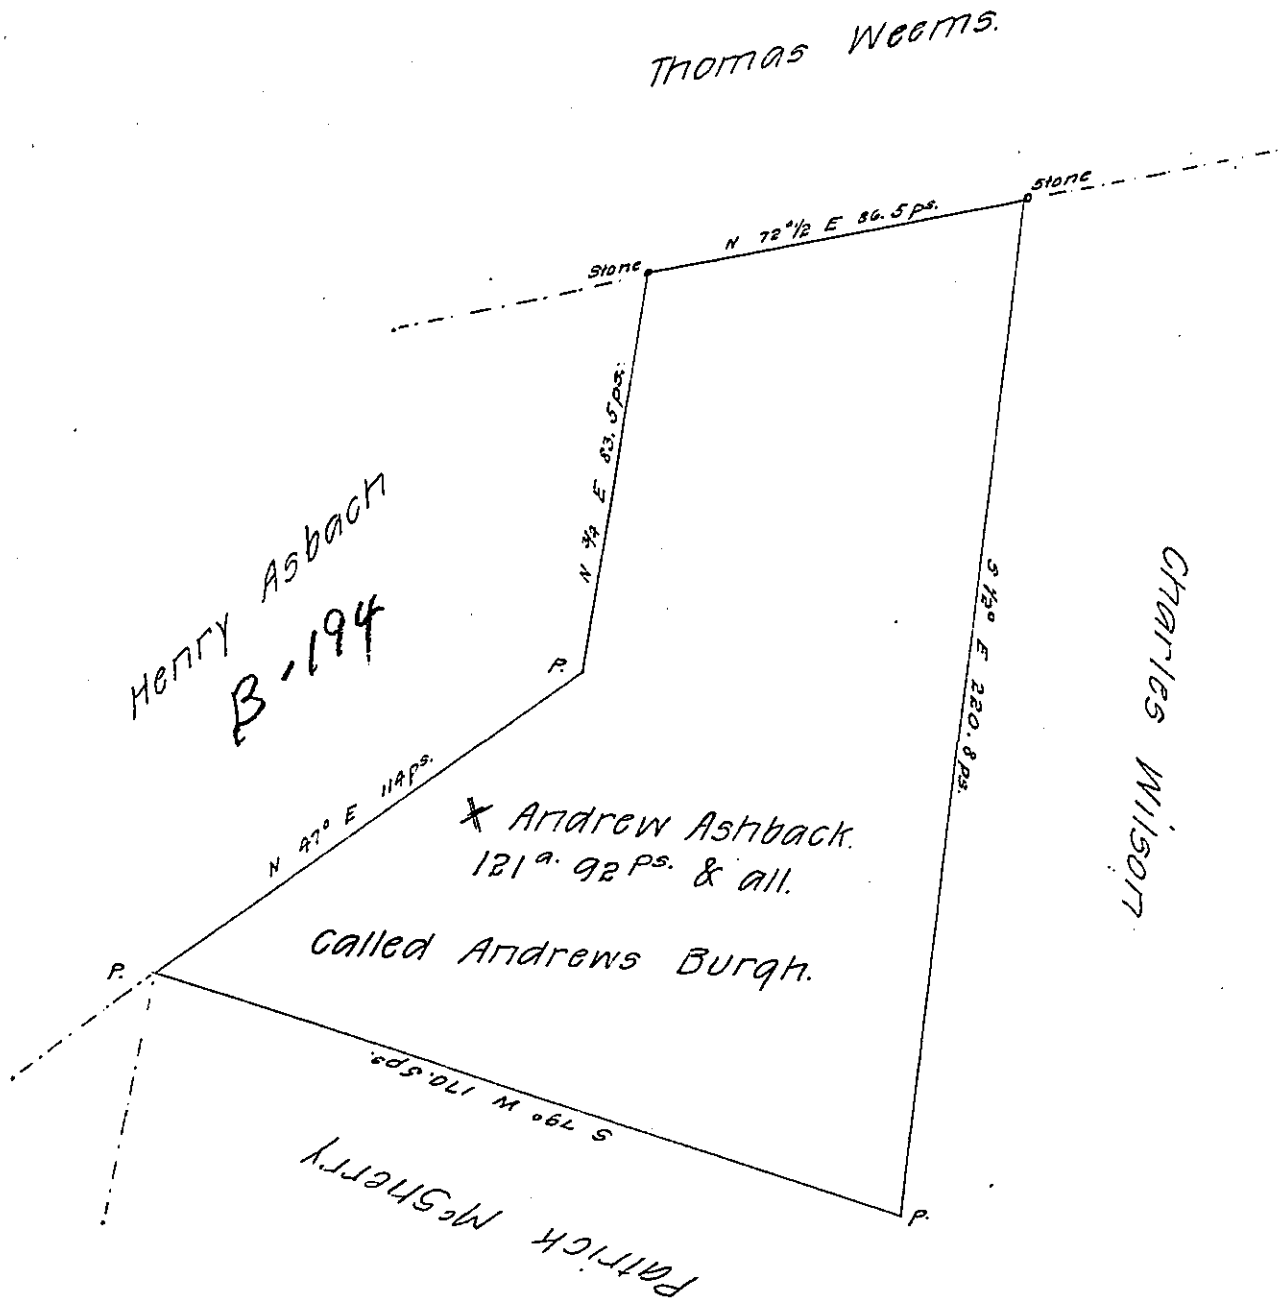 Thomas Weems.
Stone
N 72°1/2 E 86.5 ps.
Stone
N 3/4 E 83.5 ps.
Henry Asbach
B-194
S 1/2° E 220.8 ps.
Charles Wilson
P.
N 47° E 114 ps.
X Andrew Ashback.
121 a. 92 ps. & all.
Called Andrews Burgh.
P.
S 79° W 170.5 ps.
Patrick McSherry
P.